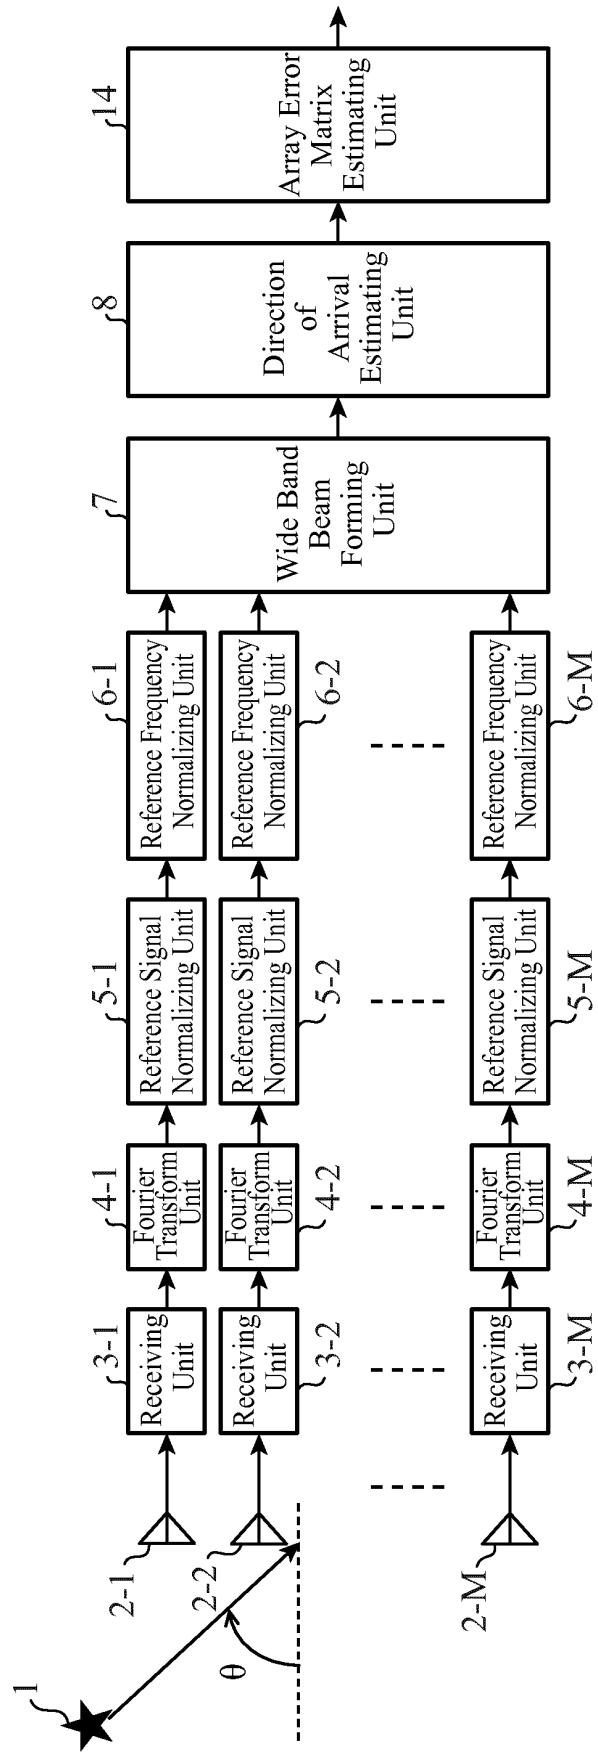 1
θ
2-1
2-2
2-M
3-1
Receiving
Unit
Receiving
Unit
3-2
Receiving
Unit
3-M
4-1
Fourier
Transform
Unit
Fourier
Transform
Unit
4-2
Fourier
Transform
Unit
4-M
5-1
Reference Signal
Normalizing Unit
Reference Signal
Normalizing Unit
5-2
Reference Signal
Normalizing Unit
5-M
6-1
Reference Frequency
Normalizing Unit
Reference Frequency
Normalizing Unit
6-2
Reference Frequency
Normalizing Unit
6-M
7
Wide Band
Beam
Forming
Unit
8
Direction
of
Arrival
Estimating
Unit
14
Array Error
Matrix
Estimating
Unit